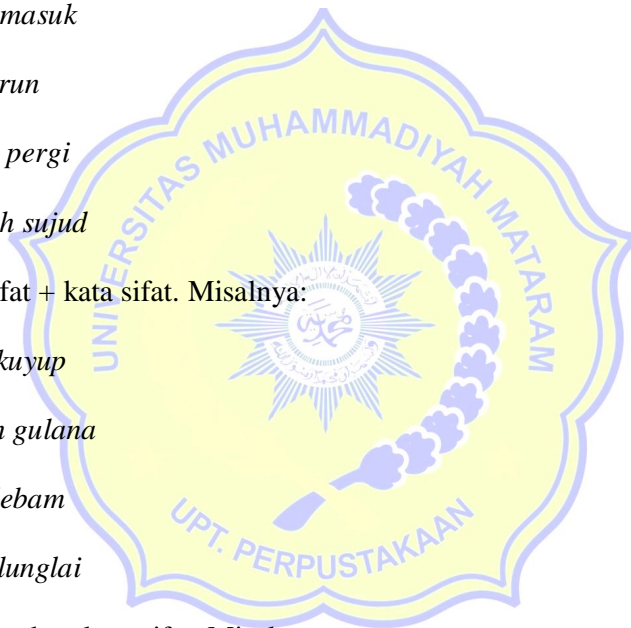 masuk
run
pergi
h sujud
fat + kata sifat. Misalnya:
kuyup
n gulana
ebam
lunglai
UNIVERSITAS MUHAMMADIYAH MATARAM
UPT. PERPUSTAKAAN